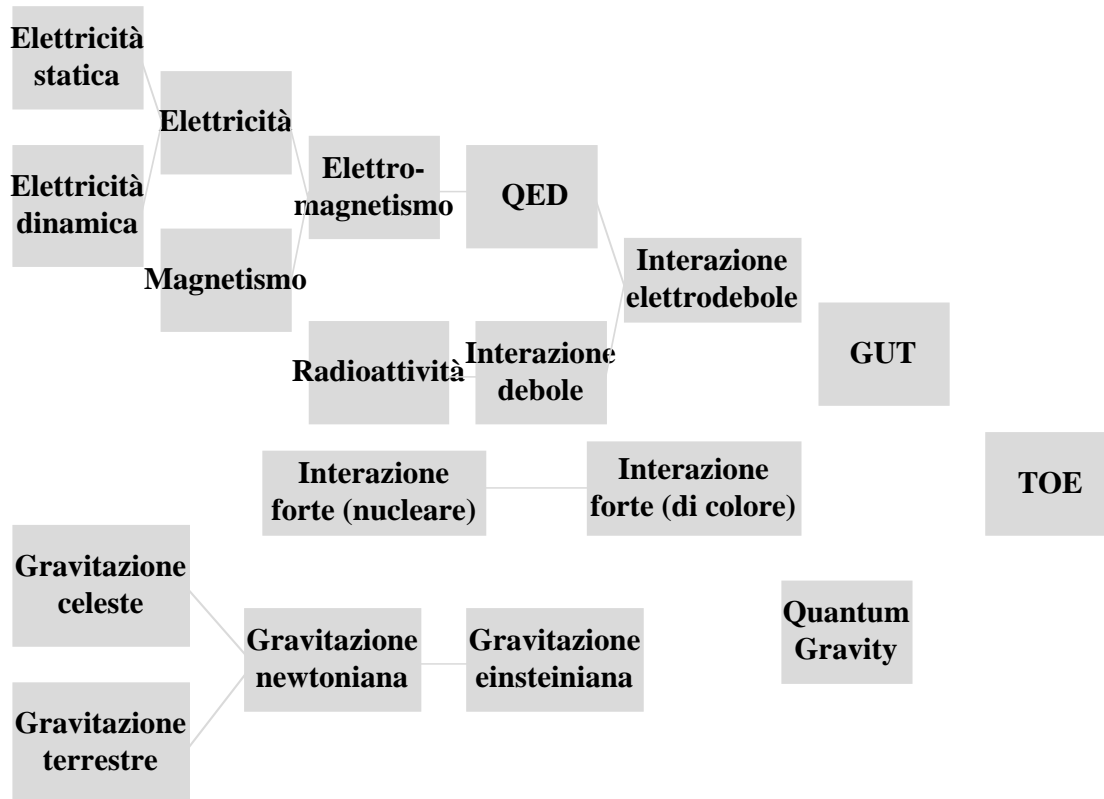 Elettricità
statica
Elettricità
Elettricità
dinamica
Elettro-
magnetismo
QED
Magnetismo
Interazione
elettrodebole
Radioattività
Interazione
debole
GUT
Interazione
forte (nucleare)
Interazione
forte (di colore)
TOE
Gravitazione
celeste
Gravitazione
newtoniana
Gravitazione
einsteiniana
Quantum
Gravity
Gravitazione
terrestre